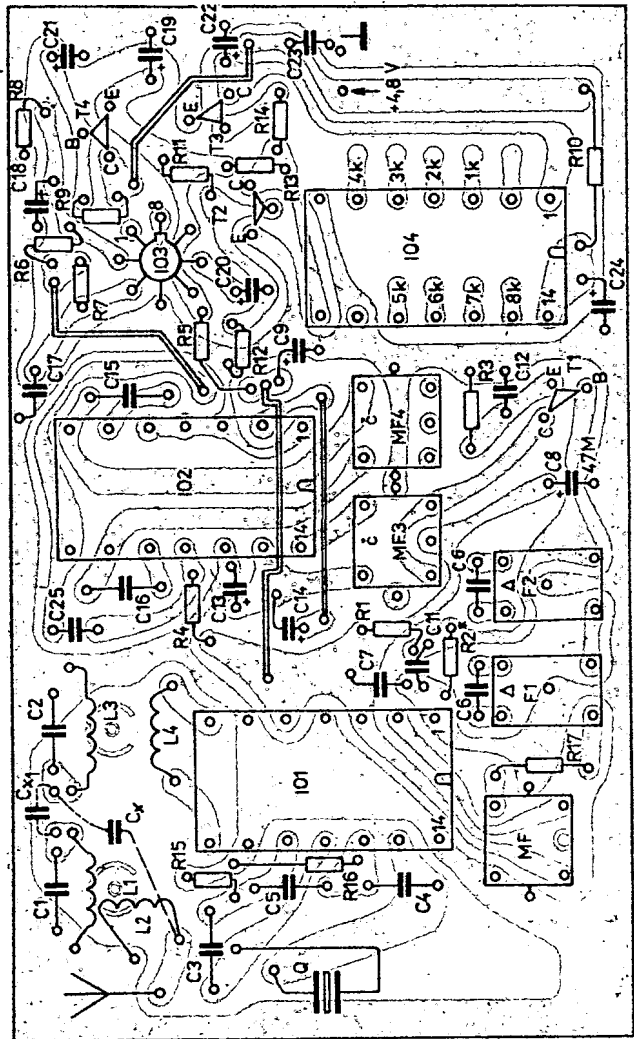 C21
C19
C22
C23
R8
T4
E
B
C
C18
R9
R11
E
C
T3
R14
+4,8 V
R10
R6
R7
1
8
IO3
T2
C
R13
E
4k
3k
2k
1k
1
IO4
5k
6k
7k
8k
14
C24
C17
C15
R5
C20
R12
C9
IO2
1
14
č
MF4
R3
C12
E
T1
C
B
č
MF3
C8
47M
C25
C16
R4
C13
C14
R1
C7
C11
R2*
C6
F2
C6
F1
C2
L3
L4
Cx1
Cx
IO1
1
14
R17
MF
C1
L1
L2
R15
C3
C5
R16
C4
Q